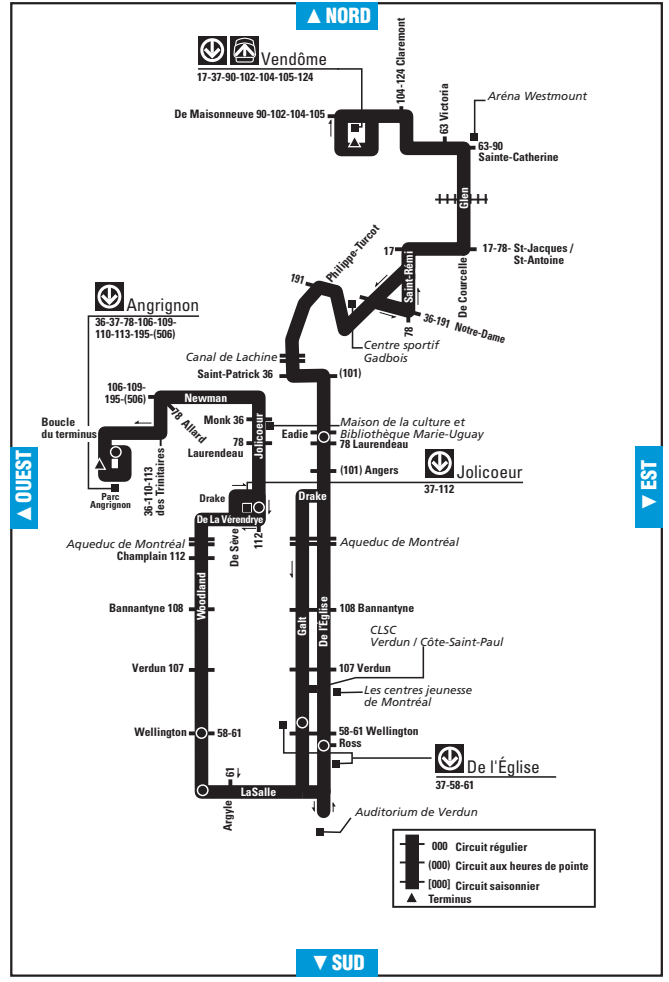 ▲ NORD
Vendôme
17-37-90-102-104-105-124
104-124 Claremont
63 Victoria
Aréna Westmount
De Maisonneuve 90-102-104-105
63-90
Sainte-Catherine
Glen
17
17-78- St-Jacques /
St-Antoine
Philippe-Turcot
191
Saint-Rémi
De Courcelle
78
36-191 Notre-Dame
Angrignon
36-37-78-106-109-
110-113-195-(506)
Centre sportif
Gadbois
Canal de Lachine
Saint-Patrick 36
(101)
106-109-
195-(506)
Newman
78 Allard
Monk 36
Jolicoeur
Maison de la culture et
Bibliothèque Marie-Uguay
Boucle
du terminus
Eadie
78
Laurendeau
78 Laurendeau
(101) Angers
Jolicoeur
37-112
▲ OUEST
▼ EST
Parc
Angrignon
36-110-113
des Trinitaires
Drake
Drake
De La Vérendrye
De Sève
112
Aqueduc de Montréal
Aqueduc de Montréal
Champlain 112
Woodland
Bannantyne 108
Galt
De l'Église
108 Bannantyne
CLSC
Verdun / Côte-Saint-Paul
Verdun 107
107 Verdun
Les centres jeunesse
de Montréal
Wellington
58-61
58-61 Wellington
Ross
De l'Église
37-58-61
61
Argyle
LaSalle
Auditorium de Verdun
000 Circuit régulier
(000) Circuit aux heures de pointe
[000] Circuit saisonnier
▲ Terminus
▼ SUD